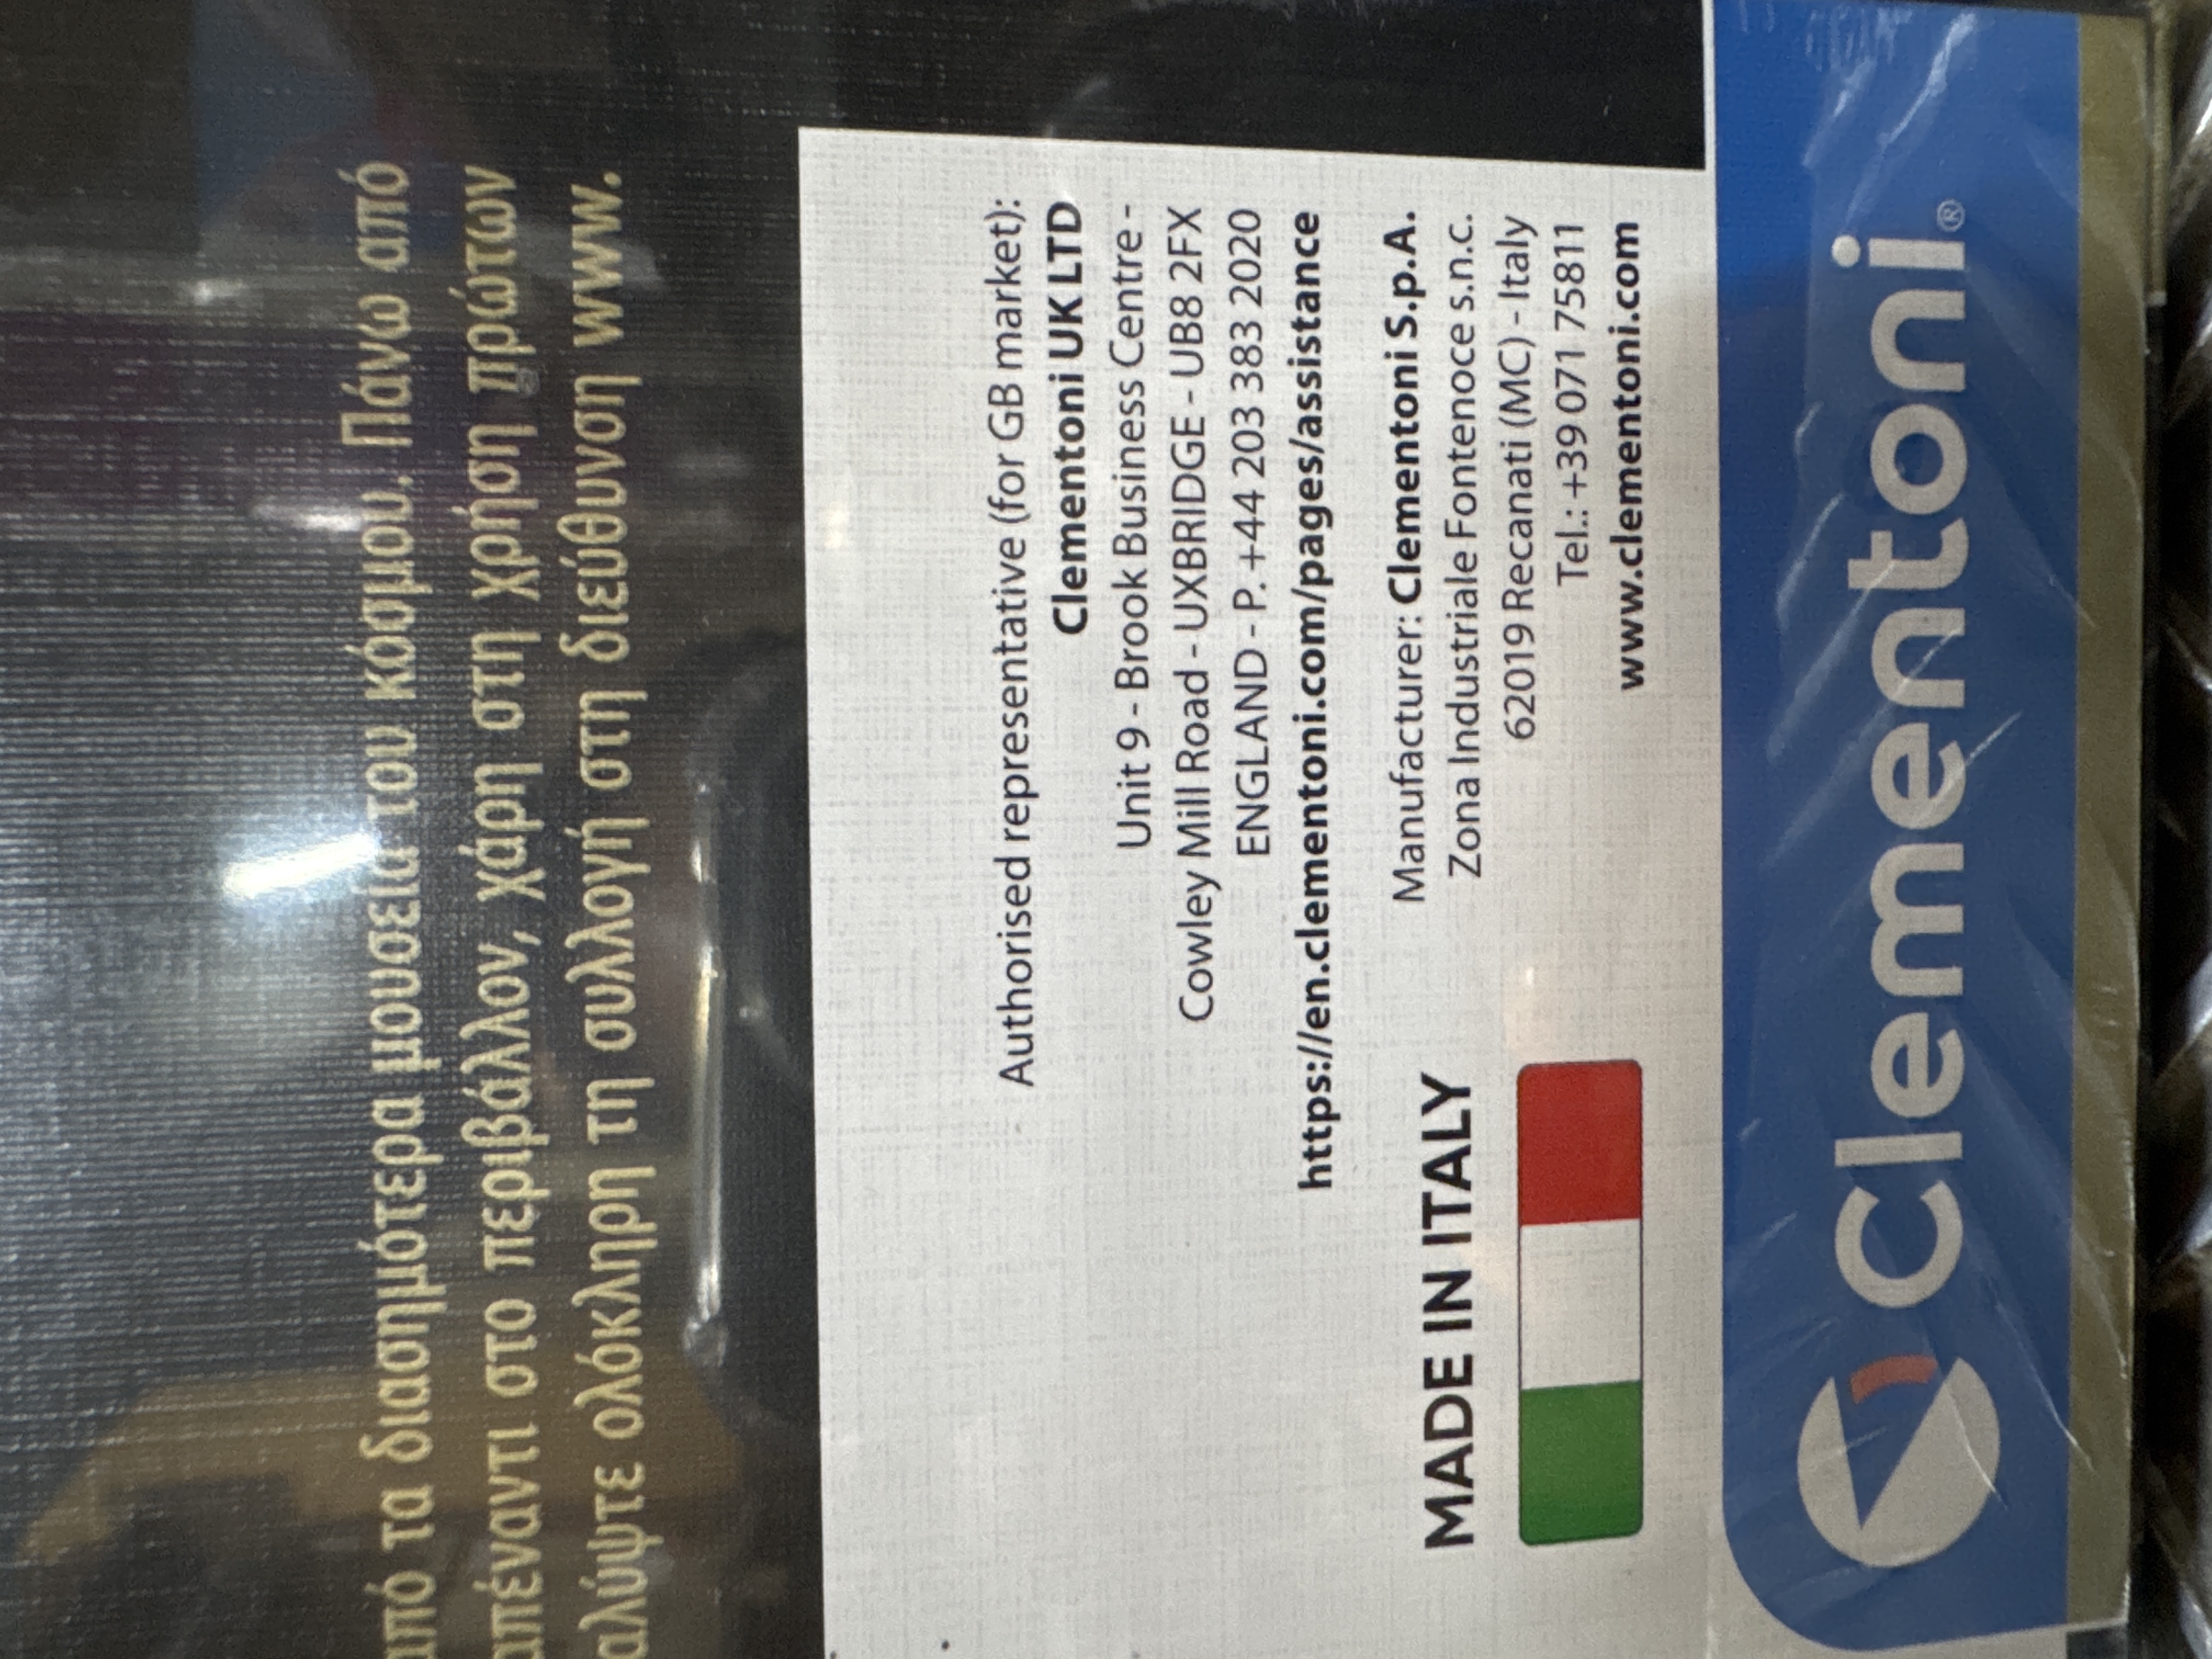 από τα διασημότερα μουσεία του κόσμου. Πάνω από
απέναντι στο περιβάλλον, χάρη στη χρήση πρώτων
αλύψτε ολόκληρη τη συλλογή στη διεύθυνση www.
Authorised representative (for GB market):
Clementoni UK LTD
Unit 9 - Brook Business Centre -
Cowley Mill Road - UXBRIDGE - UB8 2FX
ENGLAND - P. +44 203 383 2020
https://en.clementoni.com/pages/assistance
Manufacturer: Clementoni S.p.A.
Zona Industriale Fontenoce s.n.c.
62019 Recanati (MC) - Italy
Tel.: +39 071 75811
www.clementoni.com
MADE IN ITALY
Clementoni®